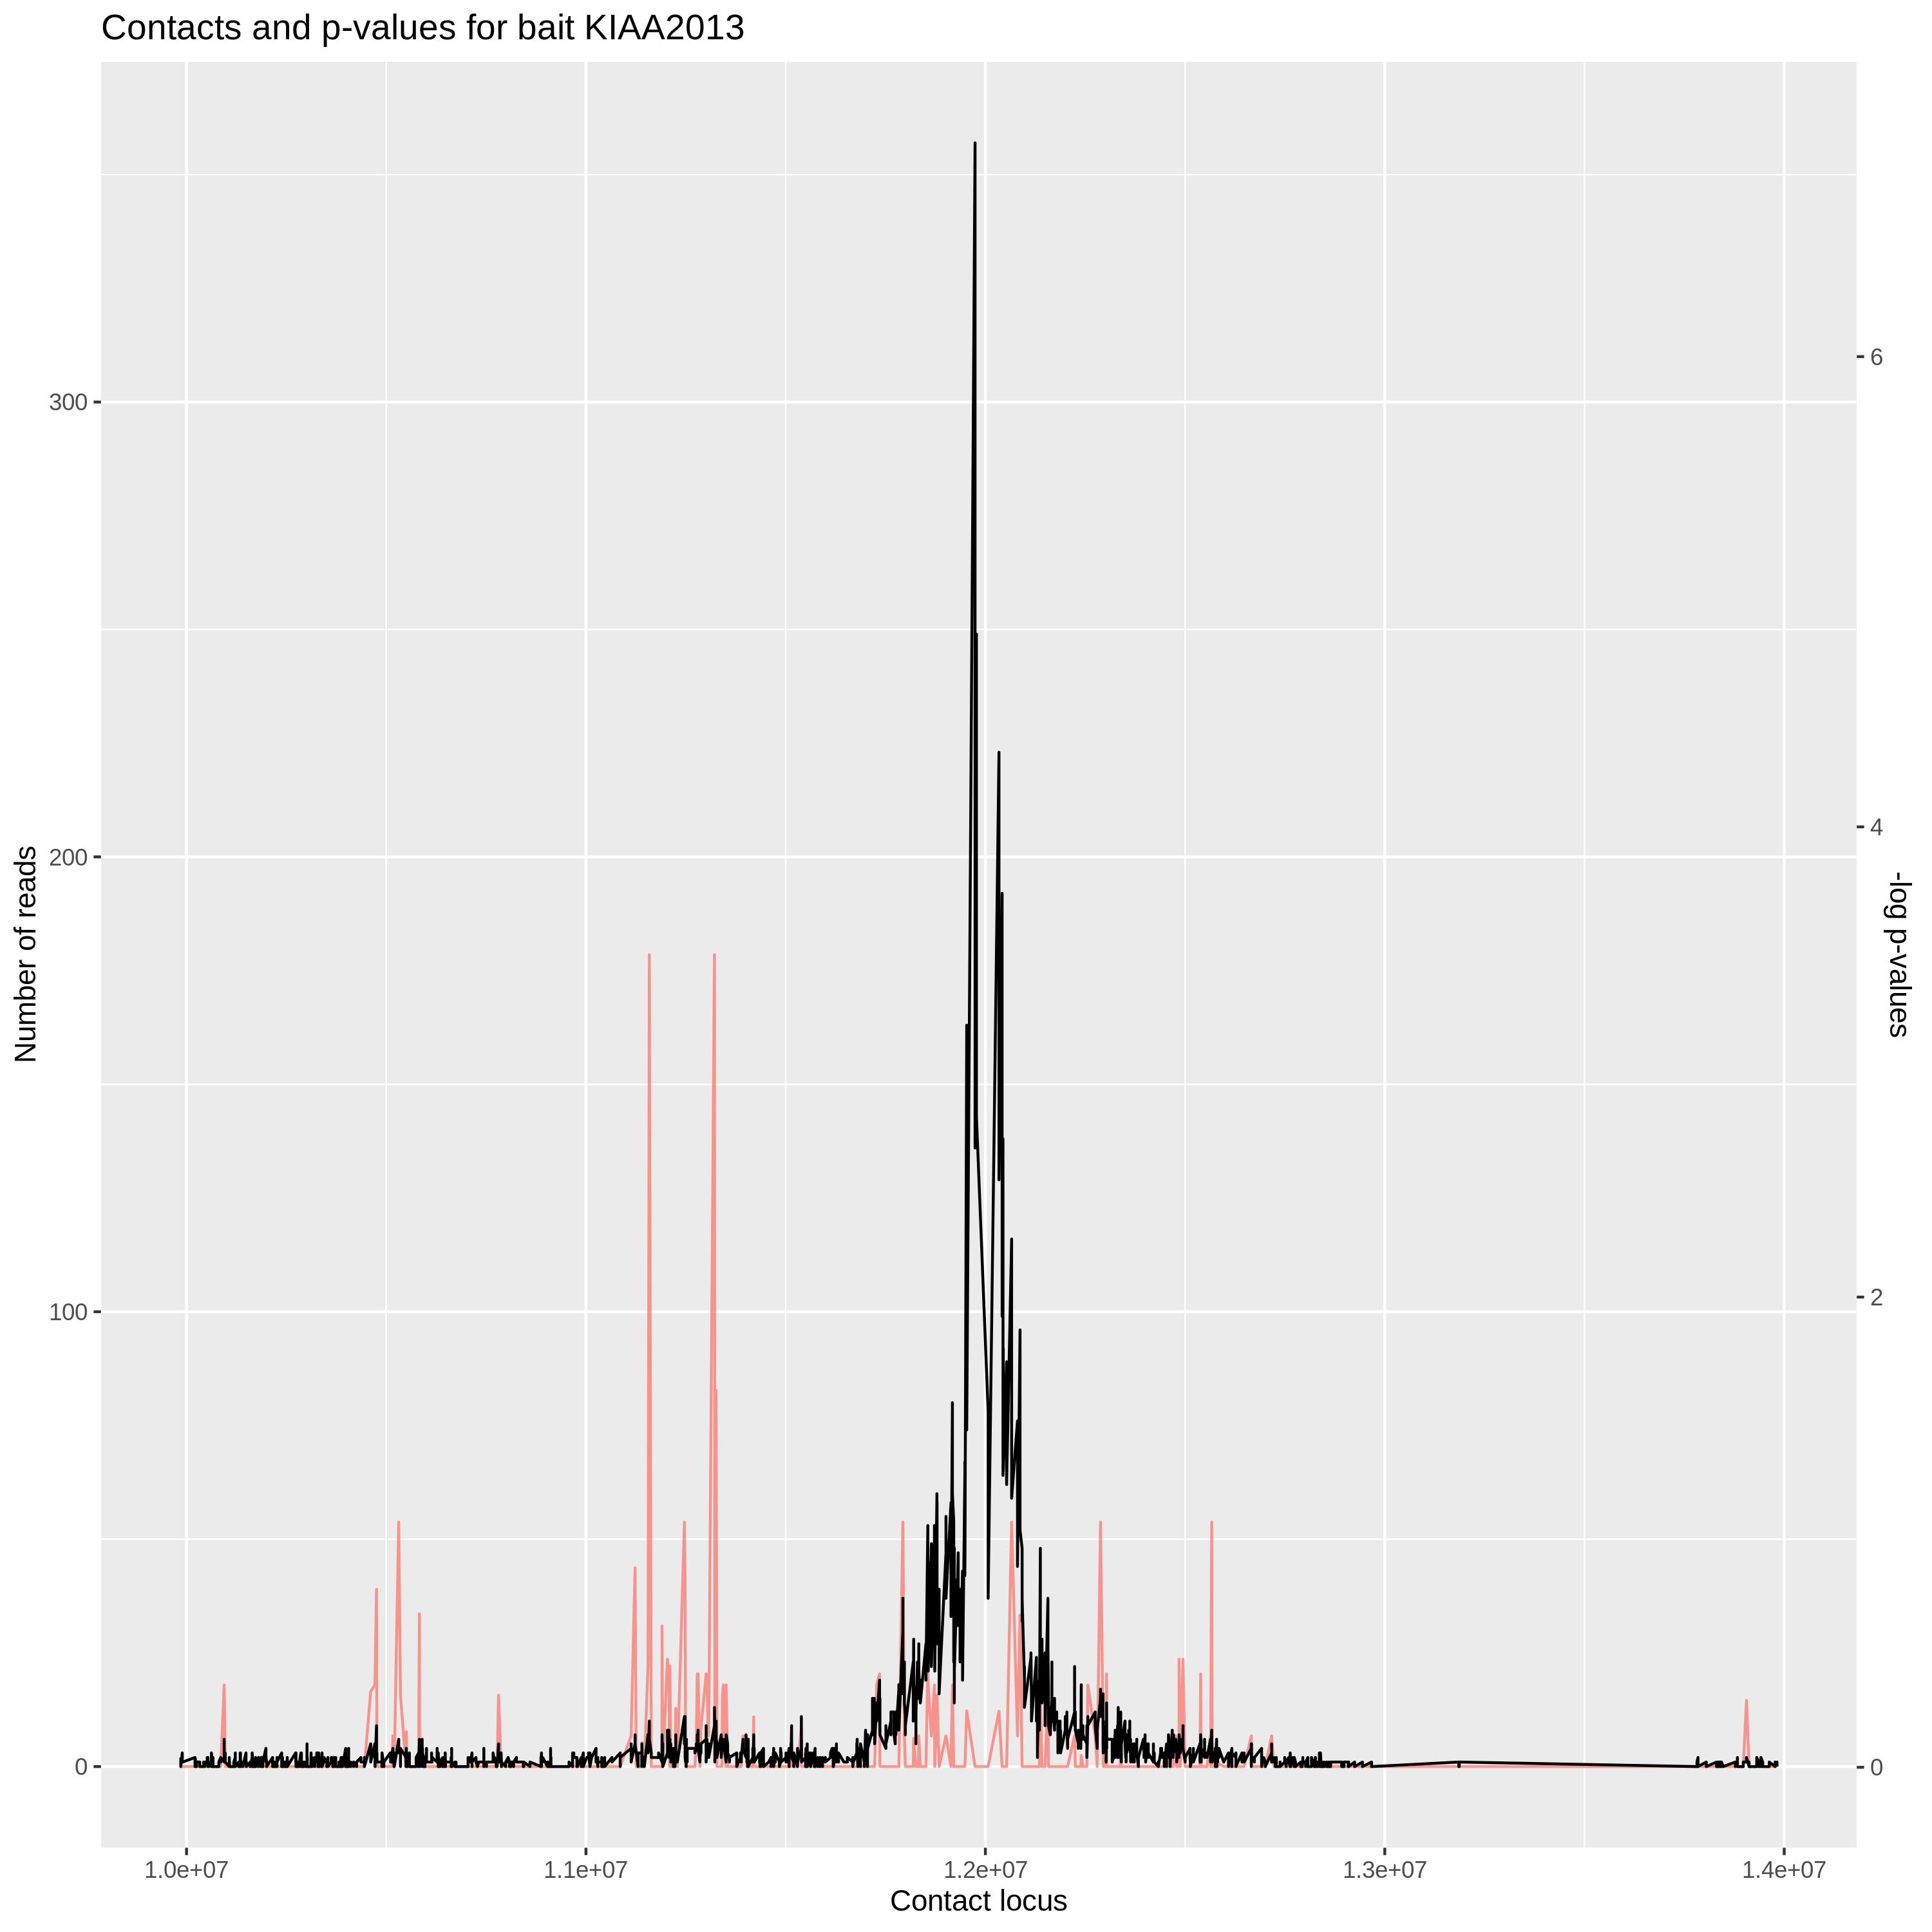 Contacts and p-values for bait KIAA2013
Number of reads
300
200
100
0
6
4
2
0
-log p-values
1.0e+07
1.1e+07
1.2e+07
1.3e+07
1.4e+07
Contact locus